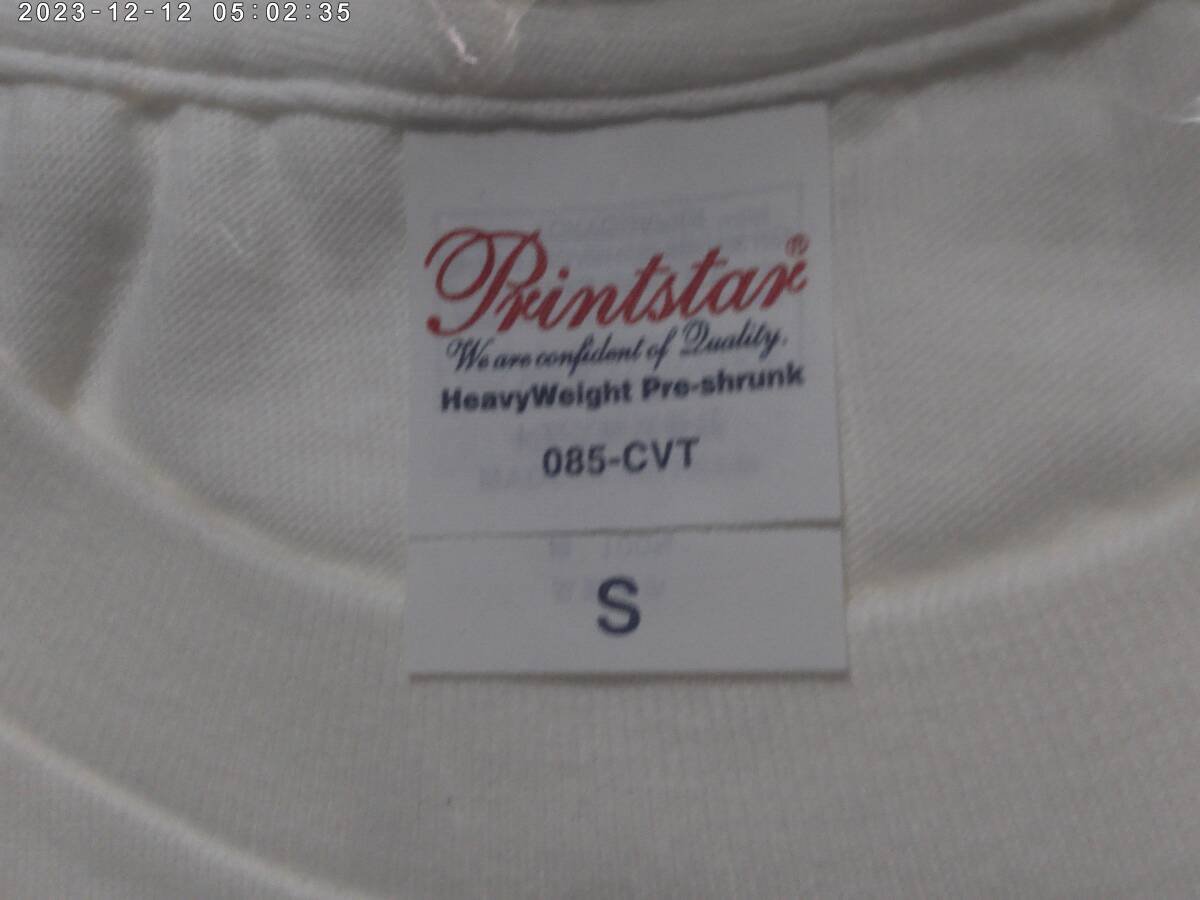 2023-12-12 05:02:35
Printstar®
We are confident of Quality.
HeavyWeight Pre-shrunk
085-CVT
S